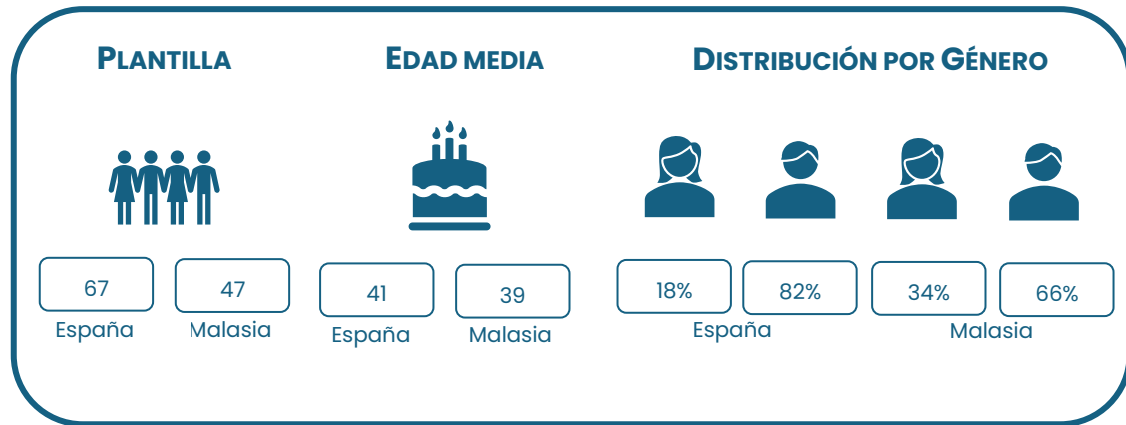 PLANTILLA
EDAD MEDIA
DISTRIBUCIÓN POR GÉNERO
67
47
España
Malasia
41
39
España
Malasia
18%
82%
34%
66%
España
Malasia